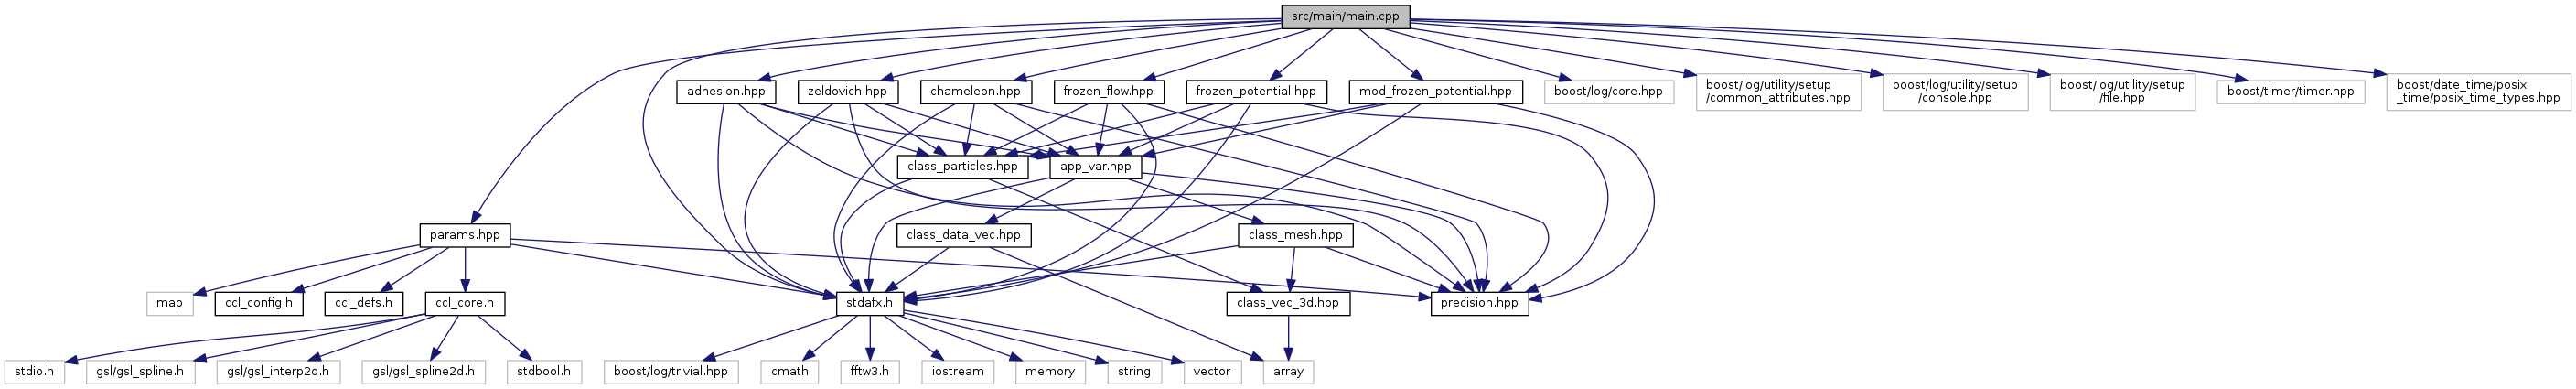 src/main/main.cpp
adhesion.hpp
zeldovich.hpp
chameleon.hpp
frozen_flow.hpp
frozen_potential.hpp
mod_frozen_potential.hpp
boost/log/core.hpp
boost/log/utility/setup
/common_attributes.hpp
boost/log/utility/setup
/console.hpp
boost/log/utility/setup
/file.hpp
boost/timer/timer.hpp
boost/date_time/posix
_time/posix_time_types.hpp
class_particles.hpp
app_var.hpp
params.hpp
class_data_vec.hpp
class_mesh.hpp
map
ccl_config.h
ccl_defs.h
ccl_core.h
stdafx.h
class_vec_3d.hpp
precision.hpp
stdio.h
gsl/gsl_spline.h
gsl/gsl_interp2d.h
gsl/gsl_spline2d.h
stdbool.h
boost/log/trivial.hpp
cmath
fftw3.h
iostream
memory
string
vector
array